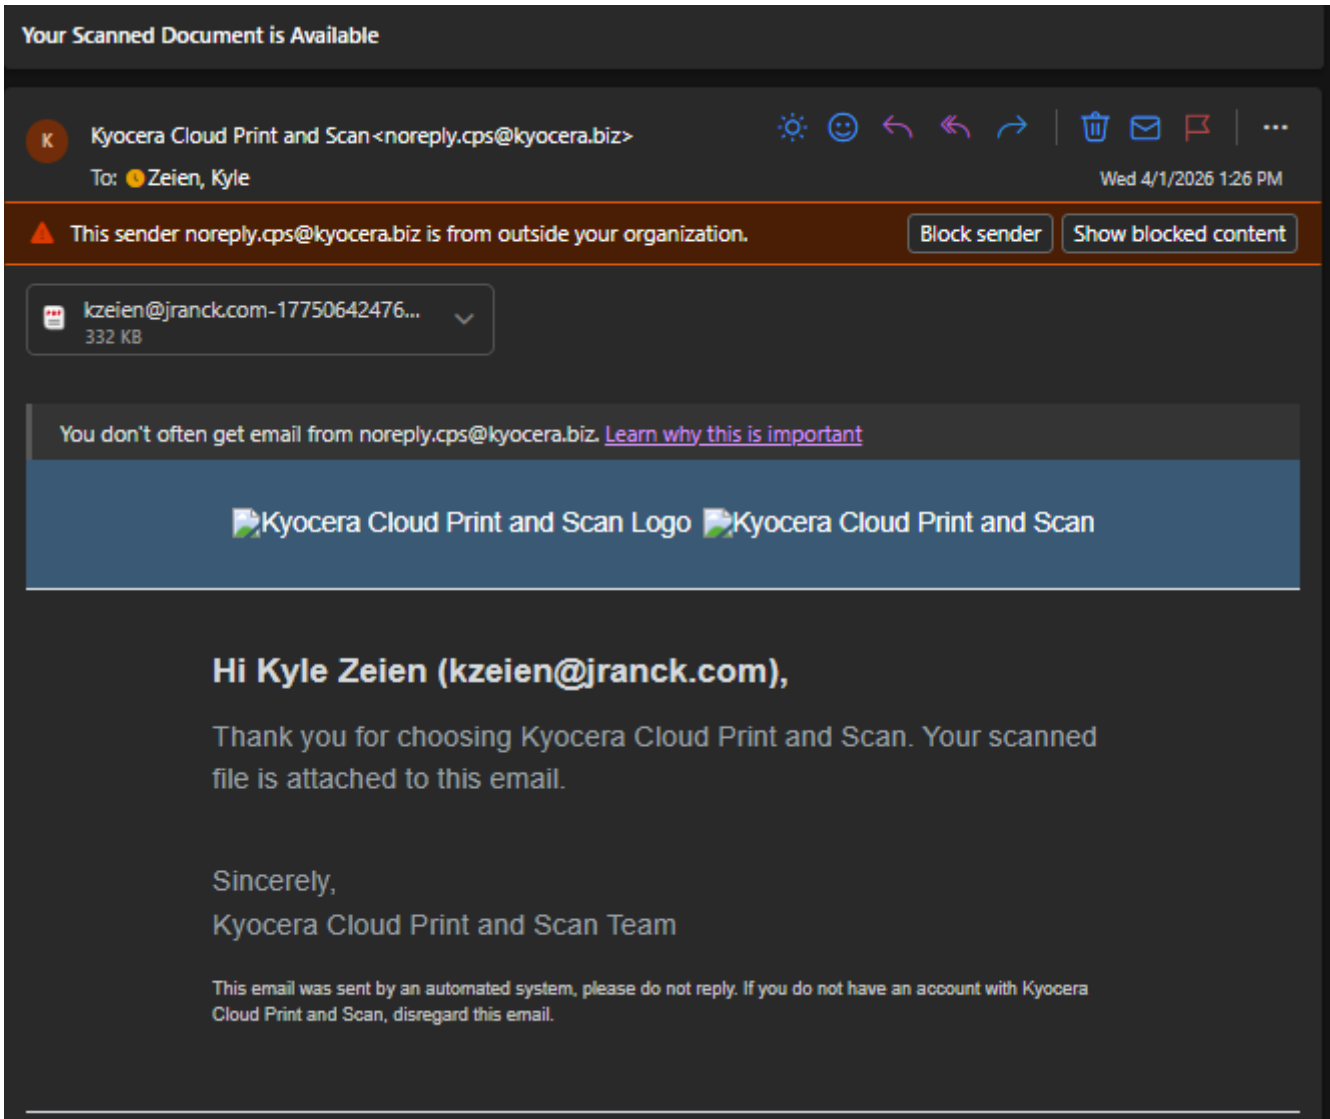 Your Scanned Document is Available
K
Kyocera Cloud Print and Scan<noreply.cps@kyocera.biz>
To: Zeien, Kyle
Wed 4/1/2026 1:26 PM
This sender noreply.cps@kyocera.biz is from outside your organization.
Block sender
Show blocked content
kzeien@jranck.com-17750642476...
332 KB
You don't often get email from noreply.cps@kyocera.biz. Learn why this is important
Kyocera Cloud Print and Scan Logo Kyocera Cloud Print and Scan
Hi Kyle Zeien (kzeien@jranck.com),
Thank you for choosing Kyocera Cloud Print and Scan. Your scanned
file is attached to this email.
Sincerely,
Kyocera Cloud Print and Scan Team
This email was sent by an automated system, please do not reply. If you do not have an account with Kyocera
Cloud Print and Scan, disregard this email.